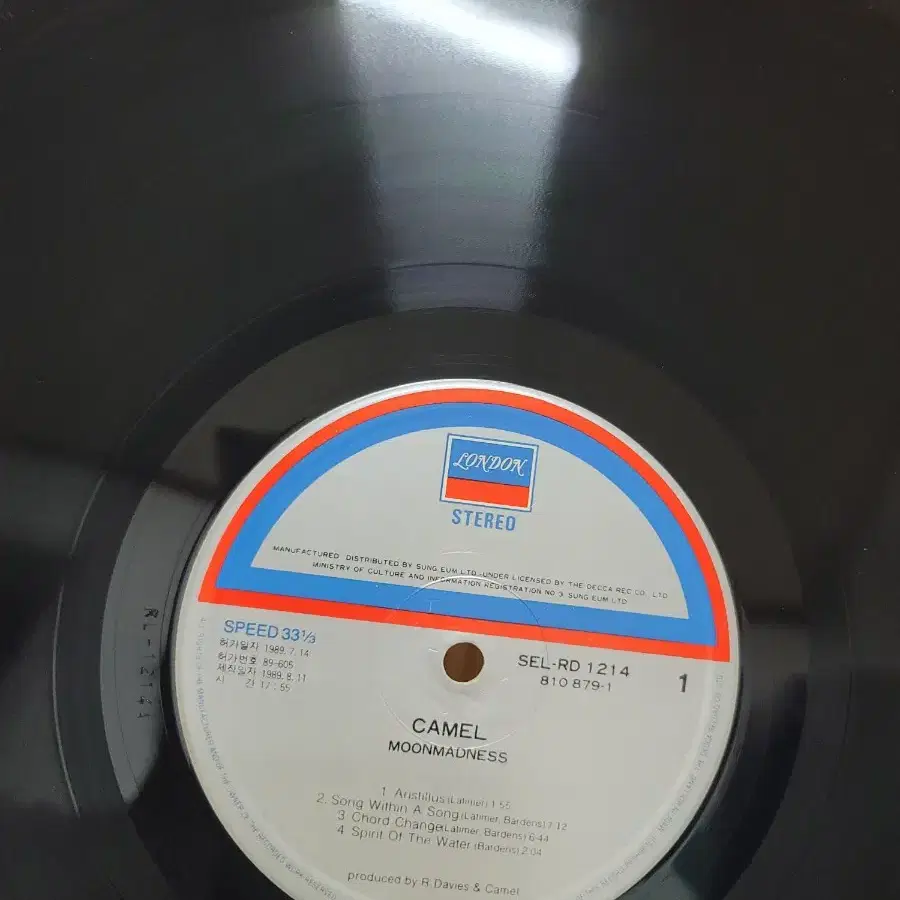 LONDON
STEREO
MANUFACTURED DISTRIBUTED BY SUNG EUM LTD. UNDER LICENSED BY THE DECCA REC CO., LTD
MINISTRY OF CULTURE AND INFORMATION REGISTRATION NO 3, SUNG EUM LTD
SPEED 33⅓
허가일자 1989. 7. 14
허가번호 89-605
제작일자 1989. 8. 11
시 간 17 : 55
SEL-RD 1214
810 879-1
1
CAMEL
MOONMADNESS
1 Aristillus (Latimer) 1:55
2. Song Within A Song (Latimer, Bardens) 7:12
3 Chord Change (Latimer, Bardens) 6:44
4 Spirit Of The Water (Bardens) 2:04
produced by R. Davies & Camel